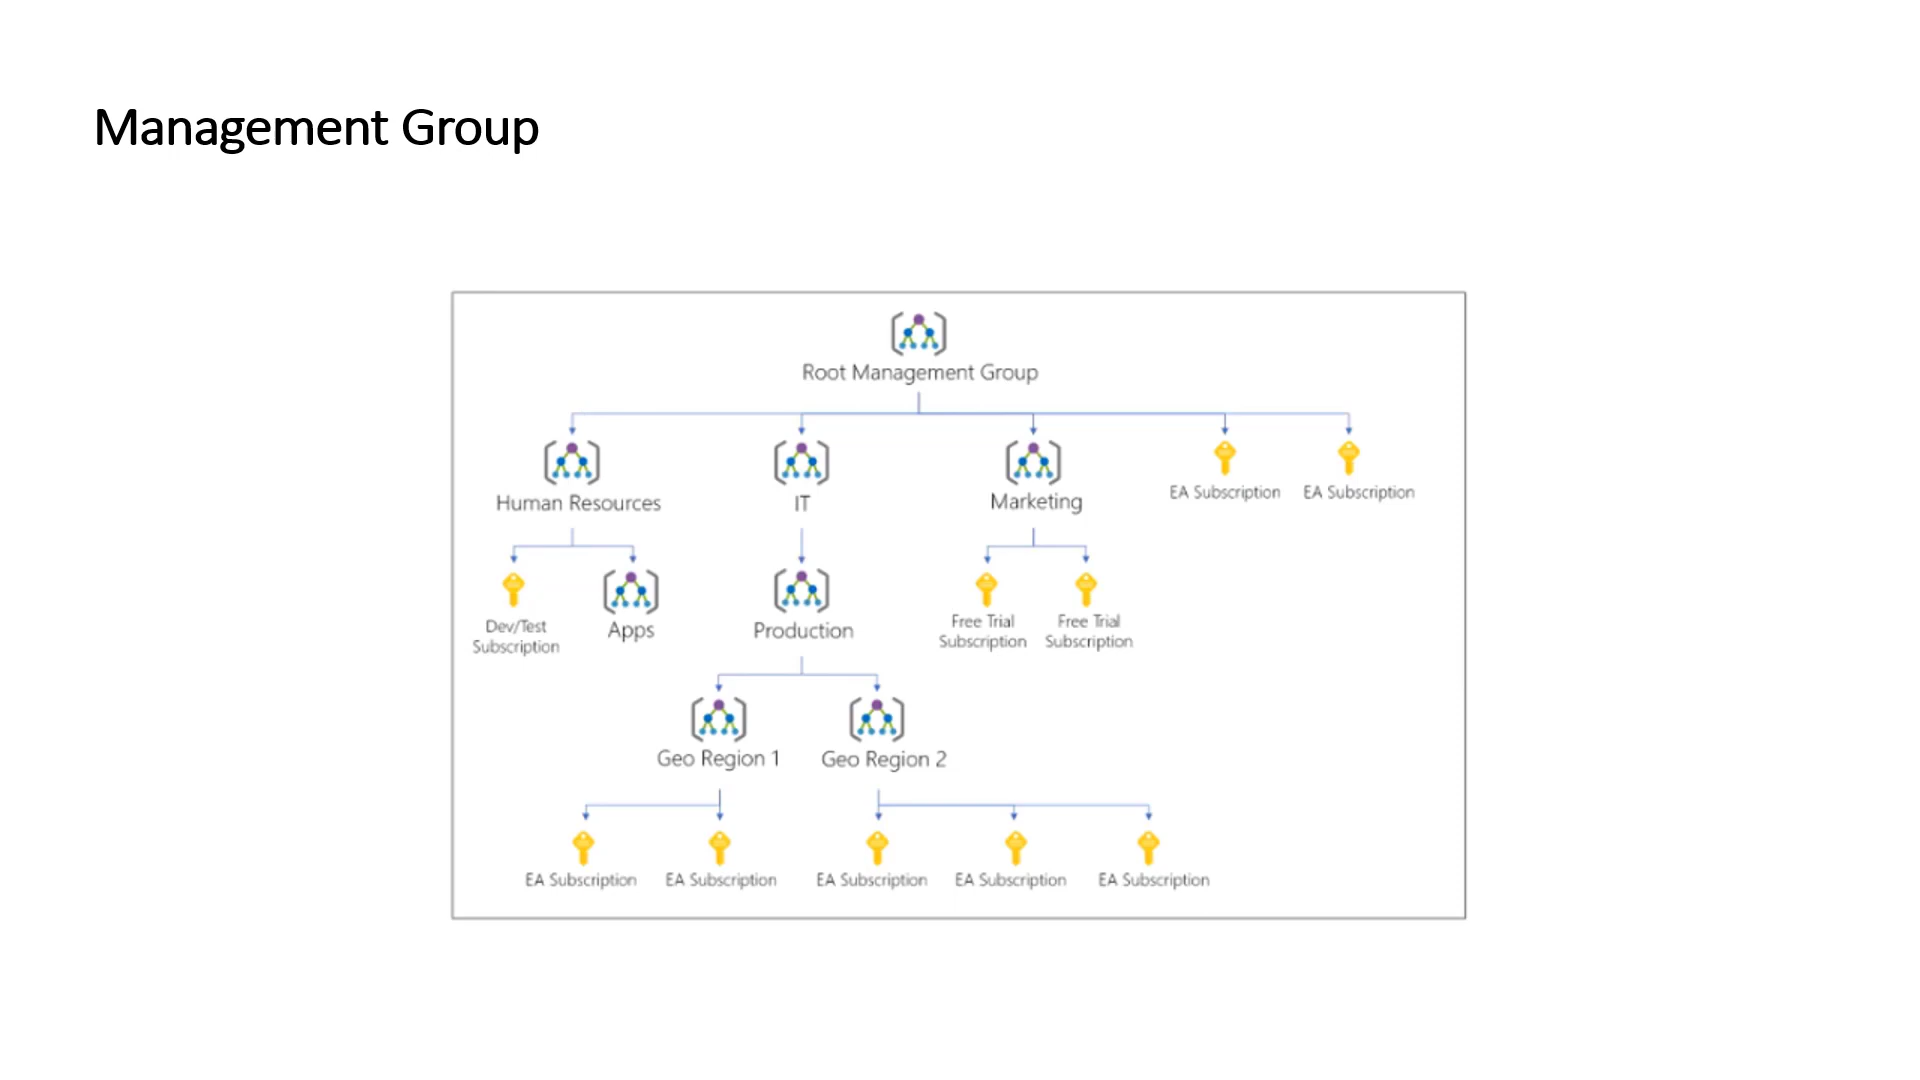 Management Group
Root Management Group
Human Resources
IT
Marketing
EA Subscription
EA Subscription
Dev/Test
Subscription
Apps
Production
Free Trial
Subscription
Free Trial
Subscription
Geo Region 1
Geo Region 2
EA Subscription
EA Subscription
EA Subscription
EA Subscription
EA Subscription